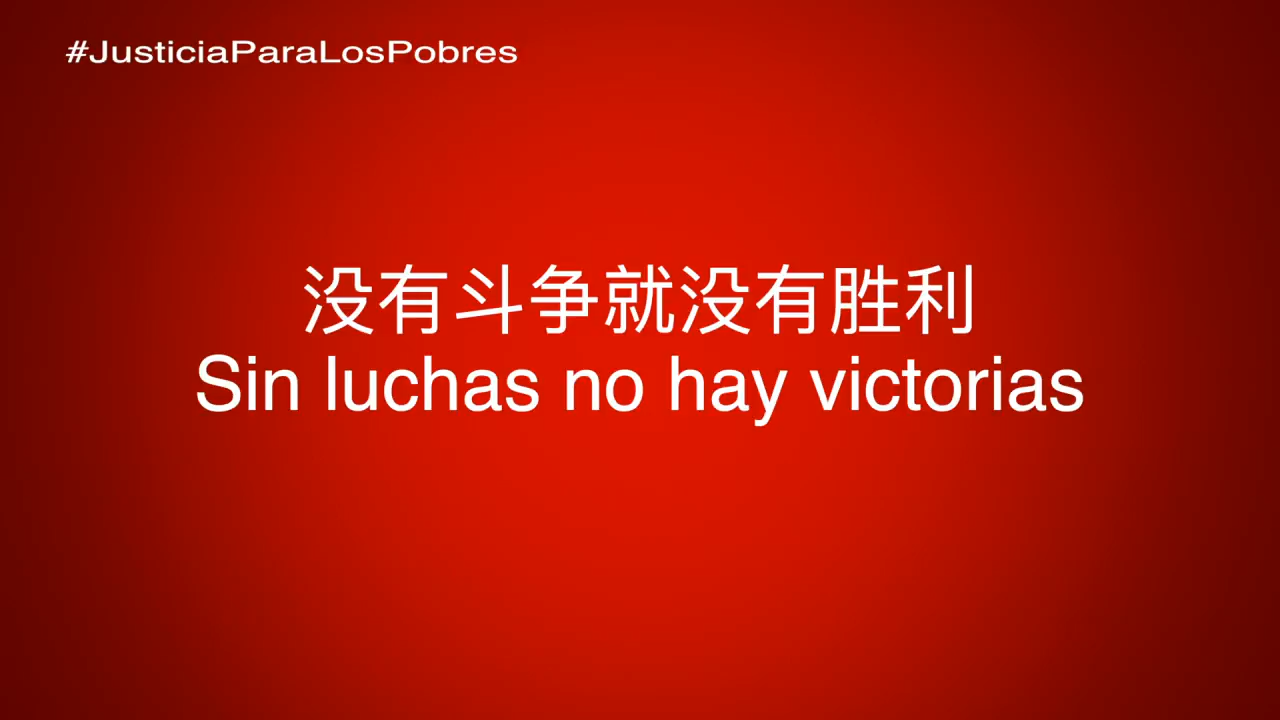 #JusticiaParaLosPobres
没有斗争就没有胜利
Sin luchas no hay victorias